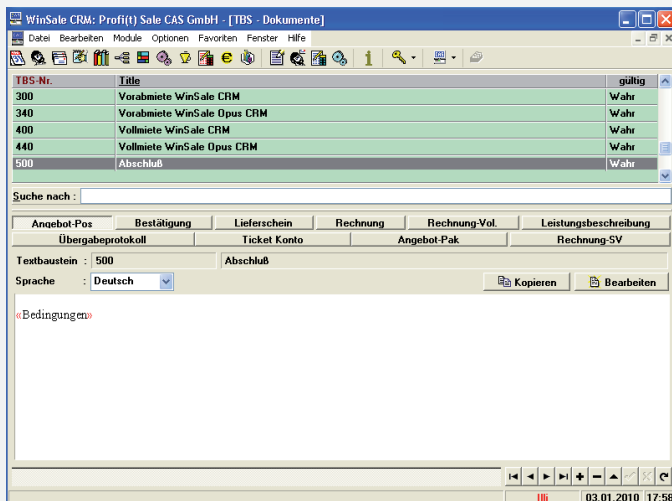 WinSale CRM: Profi(t) Sale CAS GmbH - [TBS - Dokumente]
Datei Bearbeiten Module Optionen Favoriten Fenster Hilfe
TBS-Nr. Title gültig
300 Vorabmiete WinSale CRM Wahr
340 Vorabmiete WinSale Opus CRM Wahr
400 Vollmiete WinSale CRM Wahr
440 Vollmiete WinSale Opus CRM Wahr
500 Abschluß Wahr
Suche nach :
Angebot-Pos Bestätigung Lieferschein Rechnung Rechnung-Vol. Leistungsbeschreibung
Übergabeprotokoll Ticket Konto Angebot-Pak Rechnung-SV
Textbaustein : 500 Abschluß
Sprache : Deutsch Kopieren Bearbeiten
«Bedingungen»
Illi 03.01.2010 17:58